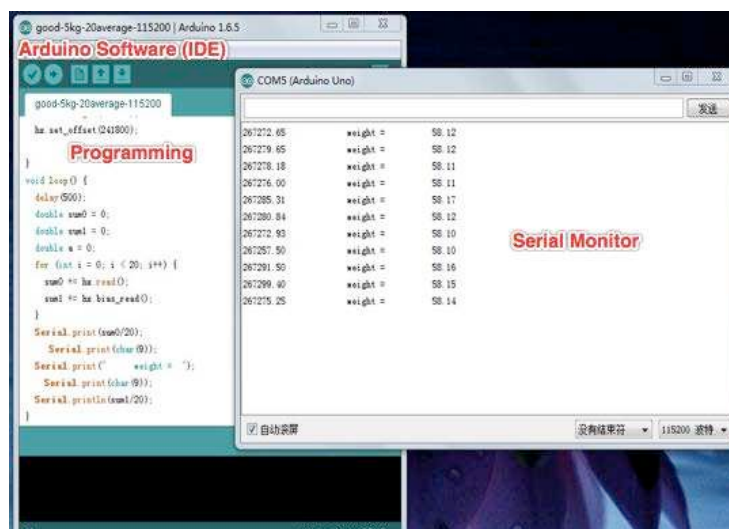 good-5kg-20average-115200 | Arduino 1.6.5
Arduino Software (IDE)
good-5kg-20average-115200
hx.set_offset(241800);
}
Programming
void loop() {
delay(500);
double sum0 = 0;
double sum1 = 0;
double a = 0;
for (int i = 0; i < 20; i++) {
sum0 += hx.read();
sum1 += hx.bias_read();
}
Serial.print(sum0/20);
Serial.print(char(9));
Serial.print(" weight = ");
Serial.print(char(9));
Serial.println(sum1/20);
}
COM5 (Arduino Uno)
发送
267272.65 weight = 58.12
267279.65 weight = 58.12
267278.18 weight = 58.11
267276.00 weight = 58.11
267285.31 weight = 58.17
267280.84 weight = 58.12
267272.93 weight = 58.10
267257.50 weight = 58.10
267291.50 weight = 58.16
267299.40 weight = 58.15
267275.25 weight = 58.14
Serial Monitor
自动滚屏
没有结束符
115200 波特